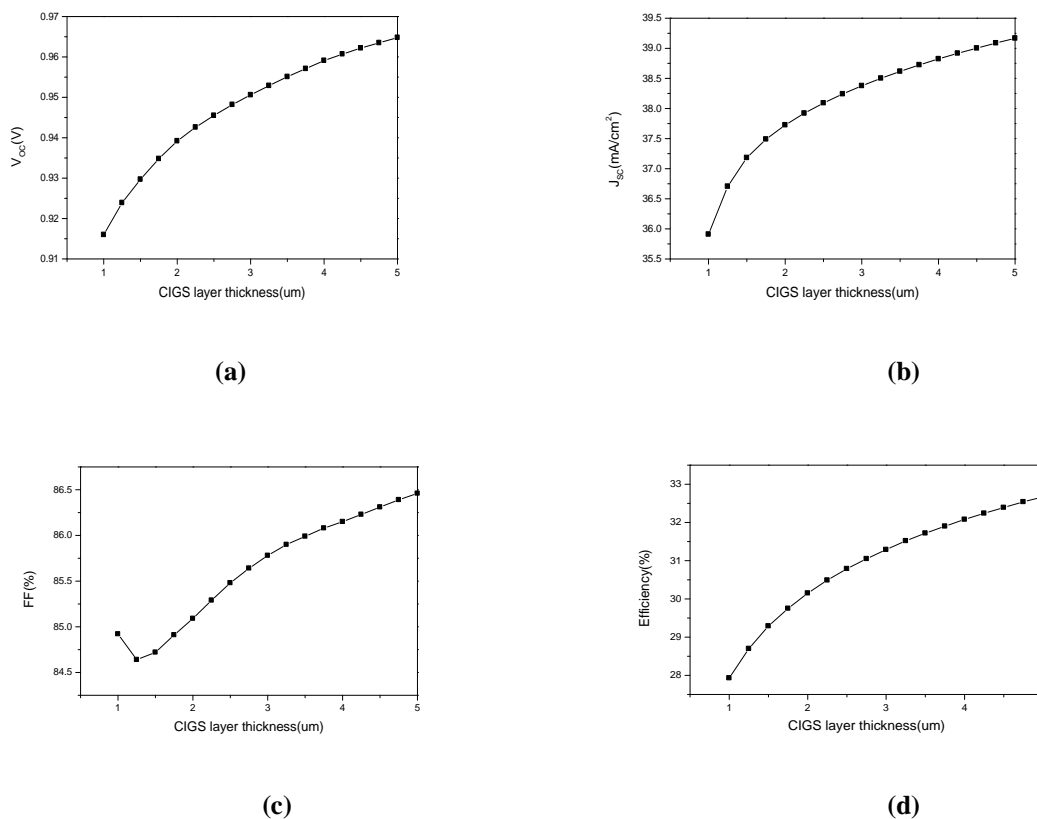 0.97
0.96
0.95
0.94
0.93
0.92
0.91
V_OC(V)
1 2 3 4 5
CIGS layer thickness(um)
(a)
39.5
39.0
38.5
38.0
37.5
37.0
36.5
36.0
35.5
J_SC(mA/cm²)
1 2 3 4 5
CIGS layer thickness(um)
(b)
86.5
86.0
85.5
85.0
84.5
FF(%)
1 2 3 4 5
CIGS layer thickness(um)
(c)
33
32
31
30
29
28
Efficiency(%)
1 2 3 4
CIGS layer thickness(um)
(d)